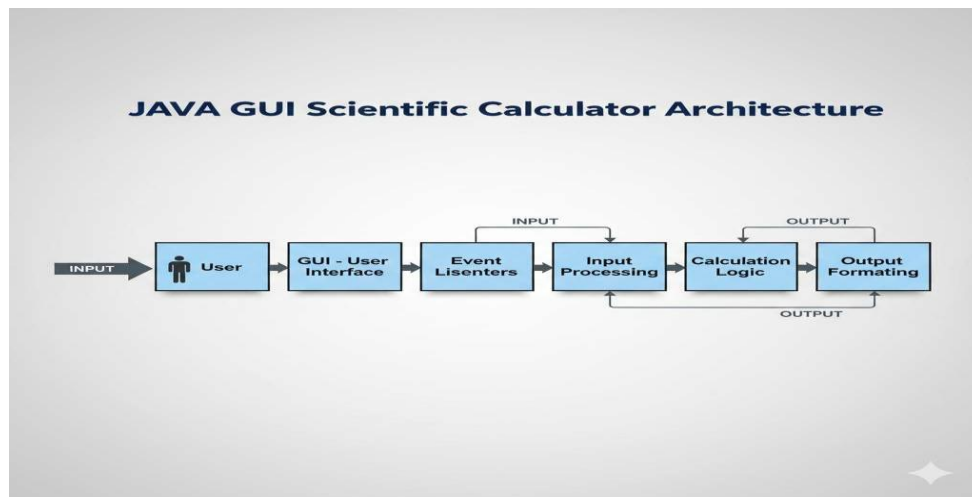 JAVA GUI Scientific Calculator Architecture
INPUT
OUTPUT
INPUT
User
GUI - User
Interface
Event
Lisenters
Input
Processing
Calculation
Logic
Output
Formating
OUTPUT